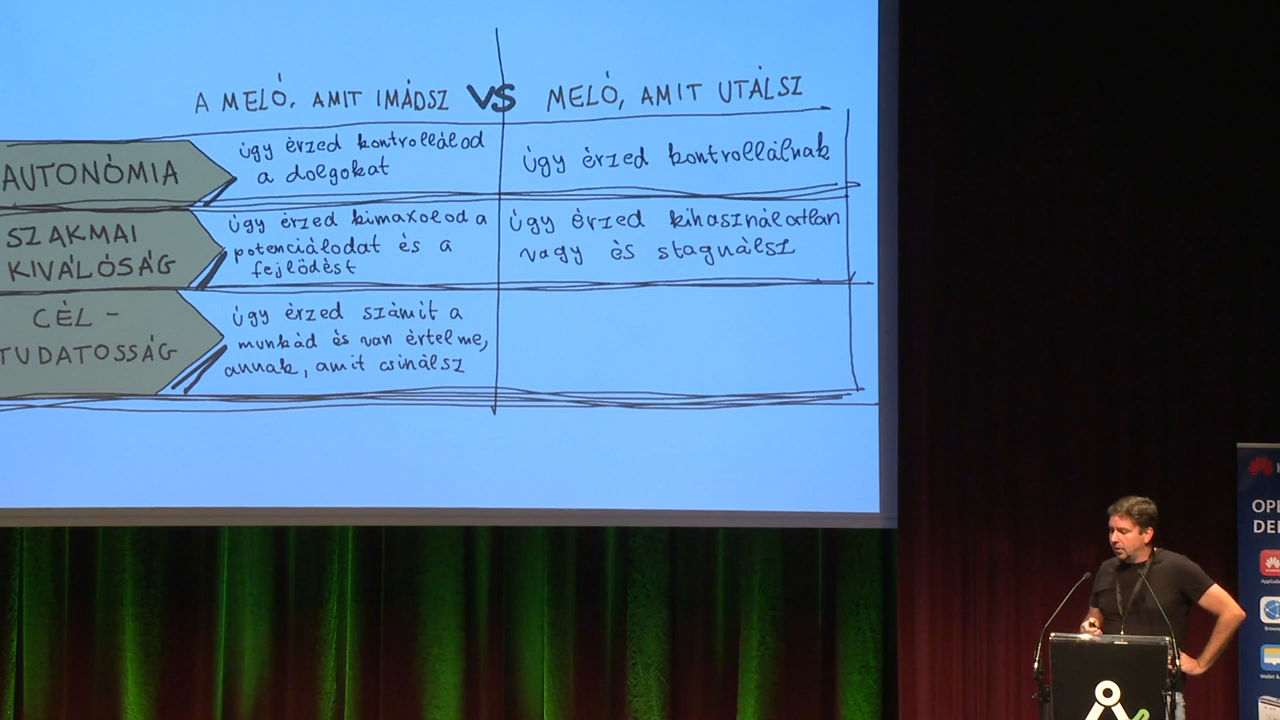 A MELÓ, AMIT IMÁDSZ VS MELÓ, AMIT UTÁLSZ
AUTONÓMIA
úgy érzed kontrollálod
a dolgokat
úgy érzed kontrollálnak
SZAKMAI
KIVÁLÓSÁG
úgy érzed kimaxolod a
potenciálodat és a
fejlődést
úgy érzed kihasználatlan
vagy és stagnálsz
CÉL-
TUDATOSSÁG
úgy érzed számít a
munkád és van értelme,
annak, amit csinálsz